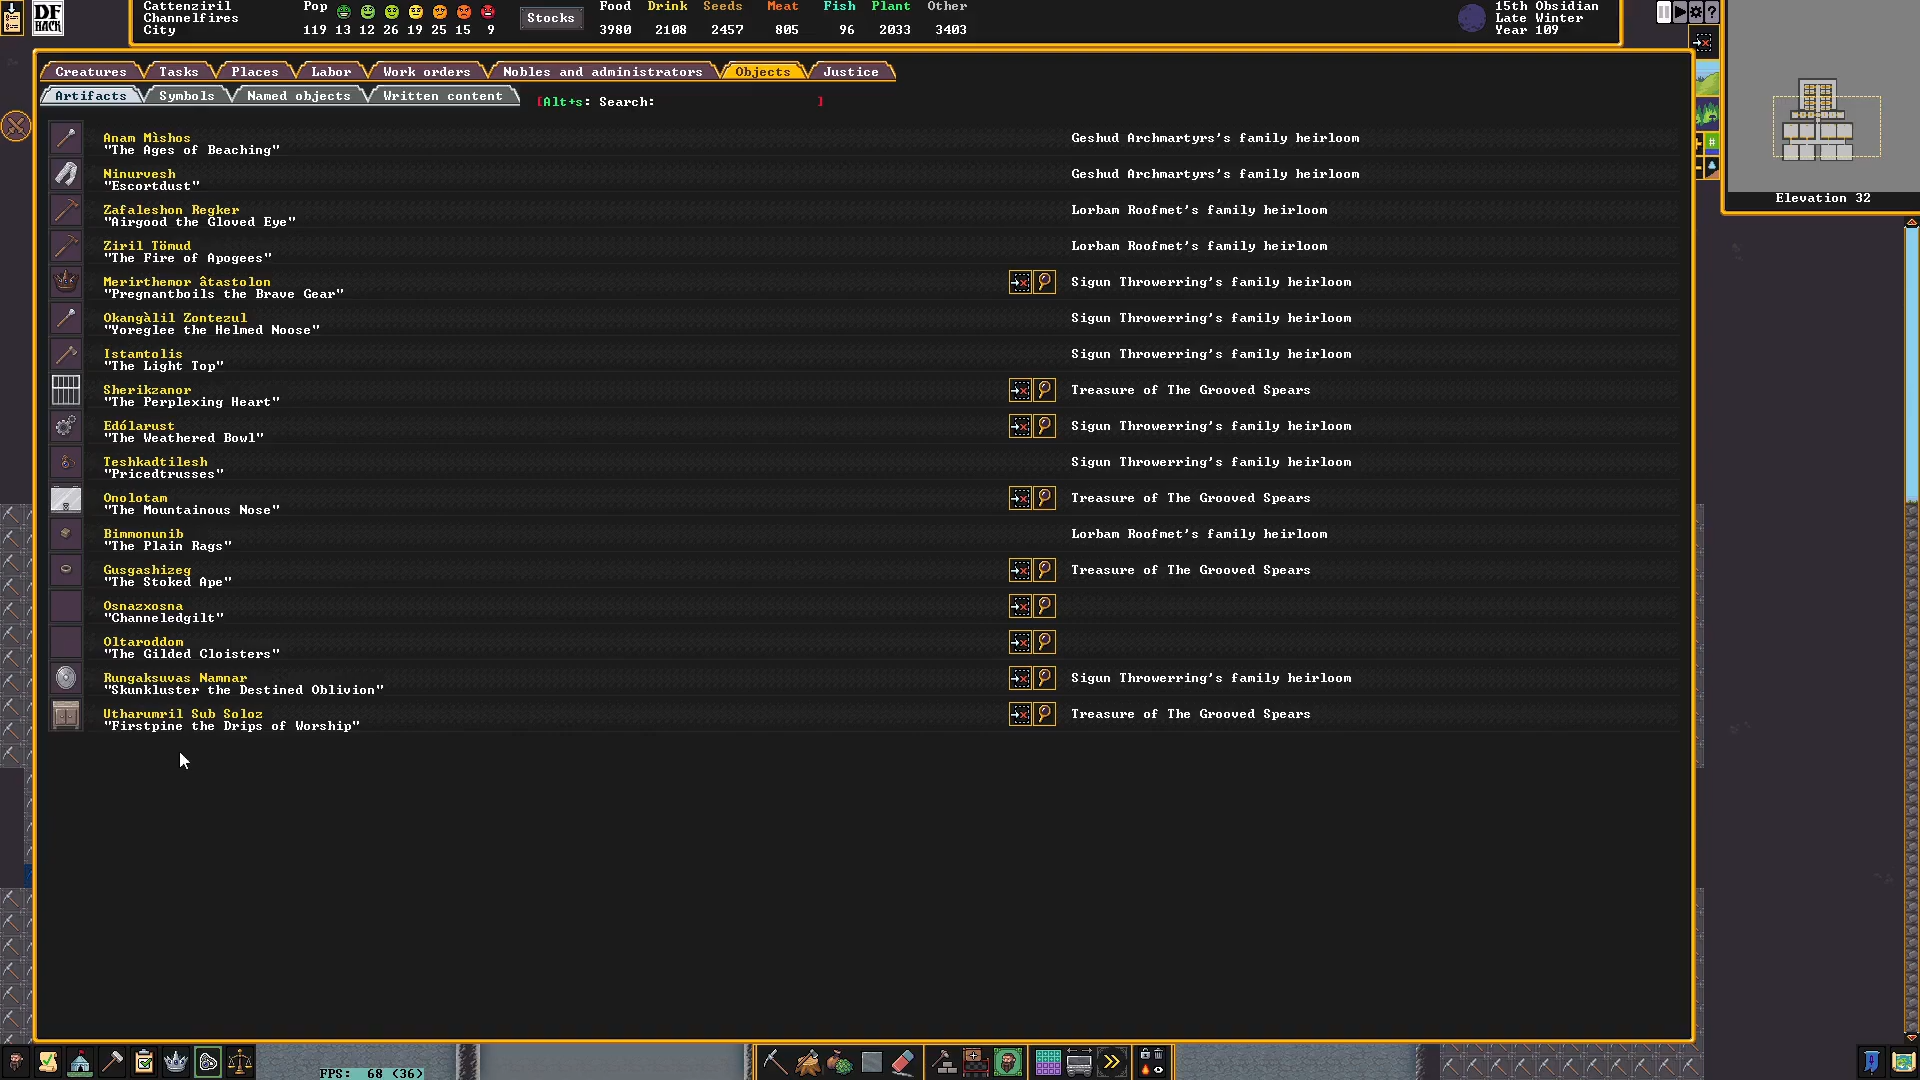 DF HACK
Cattenziril
Channelfires
City
Pop
119 13 12 26 19 25 15 9
Stocks
Food Drink Seeds Meat Fish Plant Other
3980 2108 2457 805 96 2033 3403
15th Obsidian
Late Winter
Year 109
Creatures Tasks Places Labor Work orders Nobles and administrators Objects Justice
Artifacts Symbols Named objects Written content
[Alt+s: Search: ]
Anam Mìshos
"The Ages of Beaching"
Geshud Archmartyrs's family heirloom
Ninurvesh
"Escortdust"
Geshud Archmartyrs's family heirloom
Zafaleshon Regker
"Airgood the Gloved Eye"
Lorbam Roofmet's family heirloom
Ziril Tömud
"The Fire of Apogees"
Lorbam Roofmet's family heirloom
Merirthemor âtastolon
"Pregnantboils the Brave Gear"
Sigun Throwerring's family heirloom
Okangàlil Zontezul
"Yoreglee the Helmed Noose"
Sigun Throwerring's family heirloom
Istamtolis
"The Light Top"
Sigun Throwerring's family heirloom
Sherikzanor
"The Perplexing Heart"
Treasure of The Grooved Spears
Edólarust
"The Weathered Bowl"
Sigun Throwerring's family heirloom
Teshkadtilesh
"Pricedtrusses"
Sigun Throwerring's family heirloom
Onolotam
"The Mountainous Nose"
Treasure of The Grooved Spears
Bimmonunib
"The Plain Rags"
Lorbam Roofmet's family heirloom
Gusgashizeg
"The Stoked Ape"
Treasure of The Grooved Spears
Osnazxosna
"Channeledgilt"
Oltaroddom
"The Gilded Cloisters"
Rungaksuvas Namnar
"Skunkluster the Destined Oblivion"
Sigun Throwerring's family heirloom
Utharumril Sub Soloz
"Firstpine the Drips of Worship"
Treasure of The Grooved Spears
Elevation 32
FPS: 68 (36)